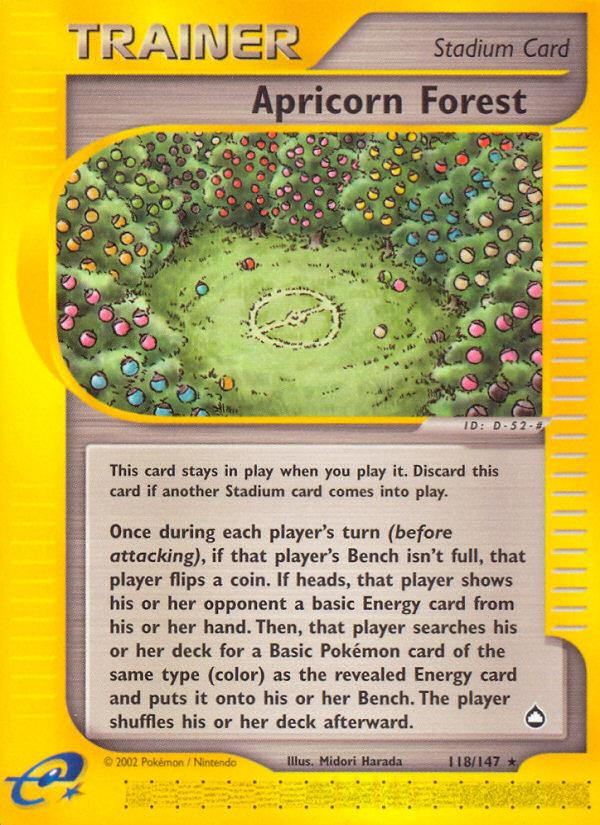 TRAINER
Stadium Card
Apricorn Forest
ID: D-52-#
This card stays in play when you play it. Discard this
card if another Stadium card comes into play.
Once during each player's turn (before
attacking), if that player's Bench isn't full, that
player flips a coin. If heads, that player shows
his or her opponent a basic Energy card from
his or her hand. Then, that player searches his
or her deck for a Basic Pokémon card of the
same type (color) as the revealed Energy card
and puts it onto his or her Bench. The player
shuffles his or her deck afterward.
© 2002 Pokémon / Nintendo
Illus. Midori Harada
118/147 ★
e